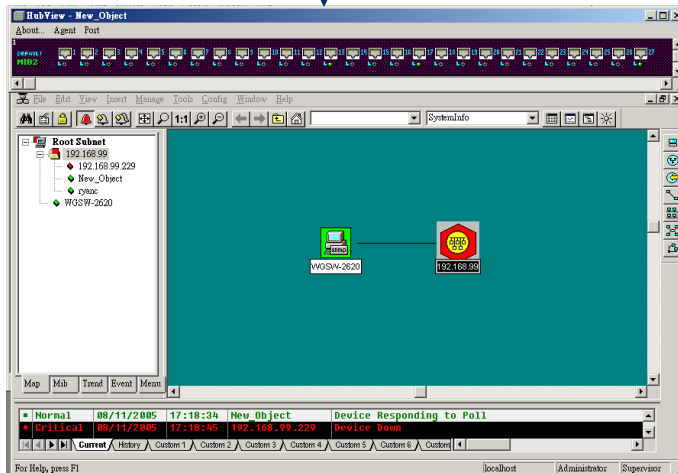 HubView - New_Object
About... Agent Port
1
DEFAULT
MIB2
1 2 3 4 5 6 7 8 9 10 11 12 13 14 15 16 17 18 19 20 21 22 23 24 25 26 27
File Edit View Insert Manage Tools Config Window Help
1:1 SystemInfo
Root Subnet
192.168.99
192.168.99.229
New_Object
ryanc
WGSW-2620
snmp
WGSW-2620 192.168.99
Map Mib Trend Event Menu
Normal 08/11/2005 17:18:34 New_Object Device Responding to Poll
Critical 08/11/2005 17:18:45 192.168.99.229 Device Down
Current History Custom 1 Custom 2 Custom 3 Custom 4 Custom 5 Custom 6 Custom
For Help, press F1 localhost Administrator Supervisor